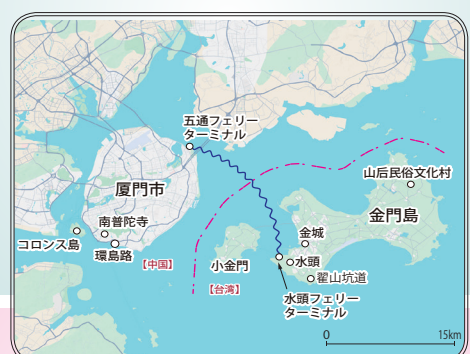 五通フェリー
ターミナル
山后民俗文化村
厦門市
金門島
南普陀寺
金城
コロンス島
環島路
小金門
水頭
【中国】
翟山坑道
【台湾】
水頭フェリー
ターミナル
0
15km